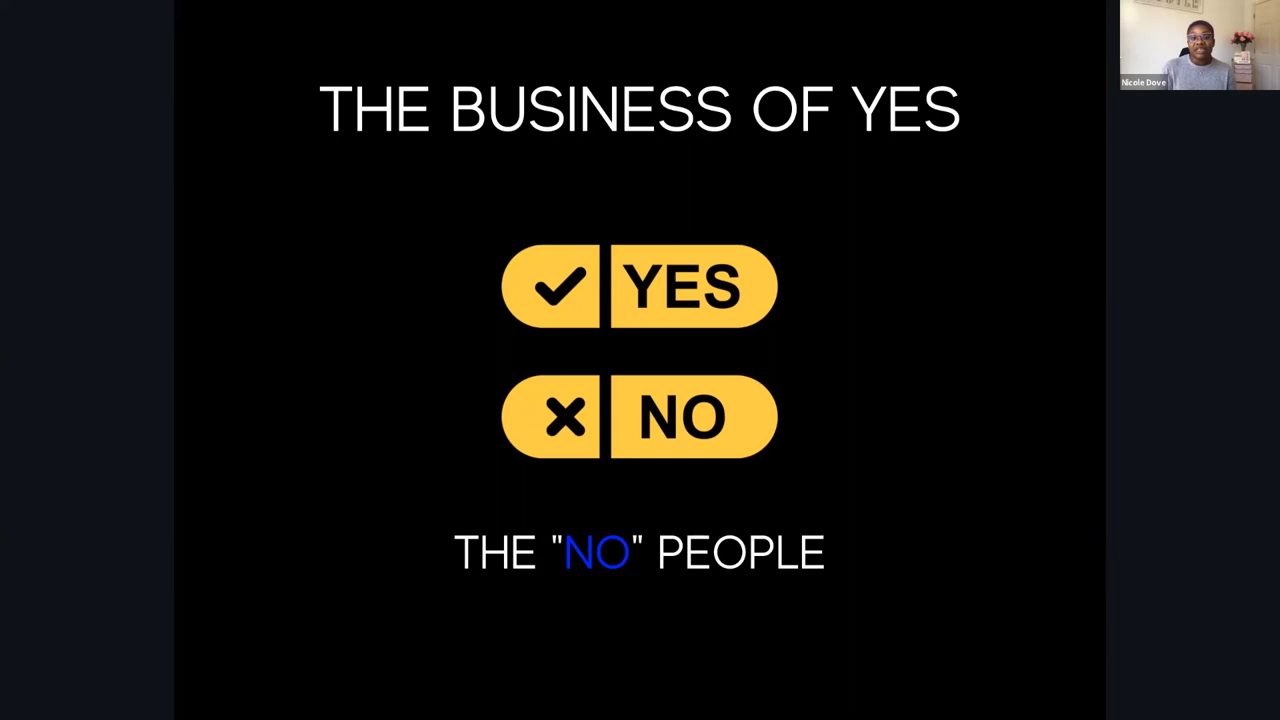 THE BUSINESS OF YES
YES
NO
THE "NO" PEOPLE
Nicole Dove